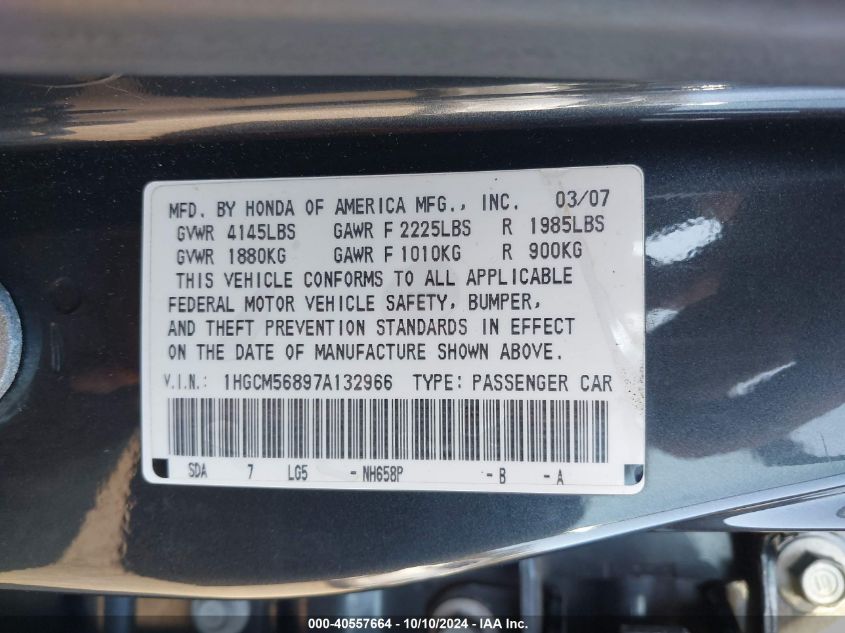 MFD. BY HONDA OF AMERICA MFG., INC. 03/07
GVWR 4145LBS GAWR F 2225LBS R 1985LBS
GVWR 1880KG GAWR F 1010KG R 900KG
THIS VEHICLE CONFORMS TO ALL APPLICABLE
FEDERAL MOTOR VEHICLE SAFETY, BUMPER,
AND THEFT PREVENTION STANDARDS IN EFFECT
ON THE DATE OF MANUFACTURE SHOWN ABOVE.
V.I.N.: 1HGCM56897A132966 TYPE: PASSENGER CAR
SDA 7 LG5 - NH658P - B - A
000-40557664 - 10/10/2024 - IAA Inc.